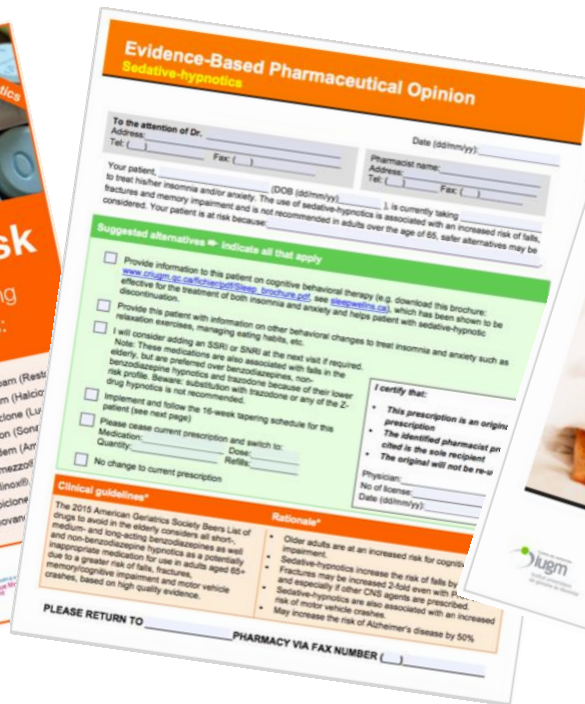 tics
sk
ng
:
am (Rest
m (Halcio
clone (Lu
on (Sona
em (Am
mezzo®
linox®,
piclone
ovan
Evidence-Based Pharmaceutical Opinion
Sedative-hypnotics
Date (dd/mm/yy):
To the attention of Dr.
Address:
Tel: (    )    Fax: (    )
Pharmacist name:
Address:
Tel: (    )    Fax: (    )
Your patient,    (DOB (dd/mm/yy)    ), is currently taking
to treat his/her insomnia and/or anxiety. The use of sedative-hypnotics is associated with an increased risk of falls,
fractures and memory impairment and is not recommended in adults over the age of 65, safer alternatives may be
considered. Your patient is at risk because:
Suggested alternatives Indicate all that apply
Provide information to this patient on cognitive behavioral therapy (e.g. download this brochure:
www.criugm.qc.ca/fichier/pdf/Sleep_brochure.pdf, see sleepwellns.ca), which has been shown to be
effective for the treatment of both insomnia and anxiety and helps patient with sedative-hypnotic
discontinuation.
Provide this patient with information on other behavioral changes to treat insomnia and anxiety such as
relaxation exercises, managing eating habits, etc.
I will consider adding an SSRI or SNRI at the next visit if required.
Note: These medications are also associated with falls in the
elderly, but are preferred over benzodiazepines, non-
benzodiazepine hypnotics and trazodone because of their lower
risk profile. Beware: substitution with trazodone or any of the Z-
drug hypnotics is not recommended.
Implement and follow the 16-week tapering schedule for this
patient (see next page)
Please cease current prescription and switch to:
Medication:    Dose:
Quantity:    Refills:
No change to current prescription
I certify that:
• This prescription is an origina
prescription
• The identified pharmacist pr
cited is the sole recipient
• The original will not be re-u
Physician:
No of license:
Date (dd/mm/yy):
Clinical guidelines*
The 2015 American Geriatrics Society Beers List of
drugs to avoid in the elderly considers all short-,
medium- and long-acting benzodiazepines as well
and non-benzodiazepine hypnotics as a potentially
inappropriate medication for use in adults aged 65+
due to a greater risk of falls, fractures,
memory/cognitive impairment and motor vehicle
crashes, based on high quality evidence.
Rationale*
• Older adults are at an increased risk for cognitiv
impairment.
• Sedative-hypnotics increase the risk of falls by
Fractures may be increased 2-fold even with
and especially if other CNS agents are prescribed.
• Sedative-hypnotics are also associated with an increased
risk of motor vehicle crashes.
• May increase the risk of Alzheimer's disease by 50%
PLEASE RETURN TO    PHARMACY VIA FAX NUMBER (    )
iugm